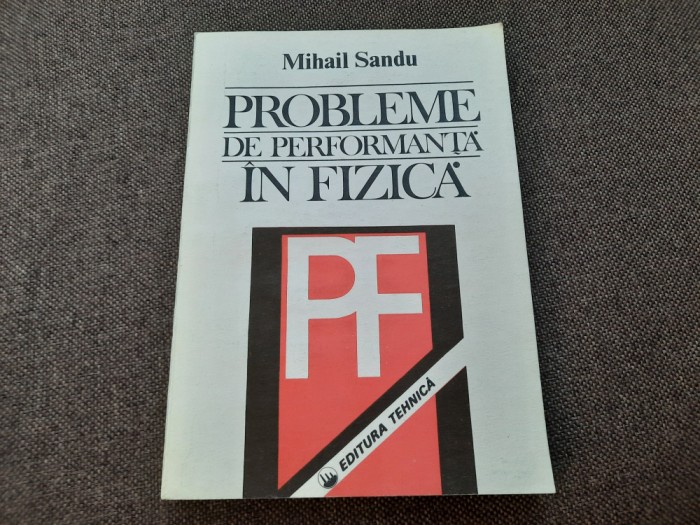 Mihail Sandu
PROBLEME
DE PERFORMANȚĂ
ÎN FIZICĂ
PF
EDITURA TEHNICĂ